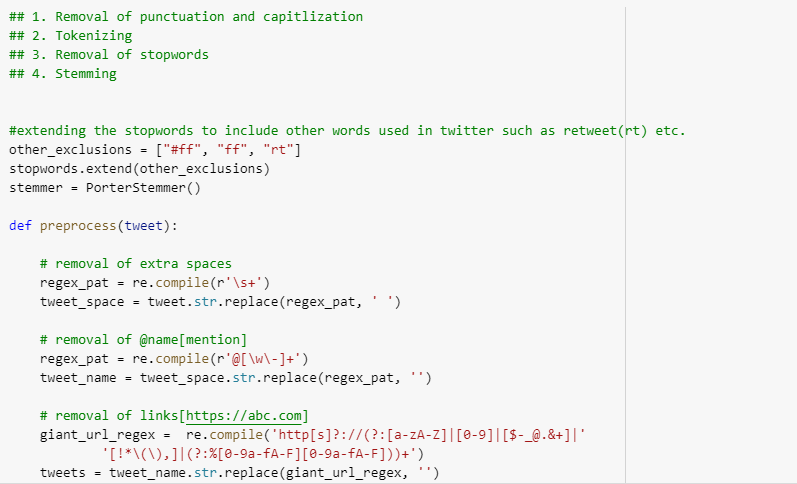 ## 1. Removal of punctuation and capitlization
## 2. Tokenizing
## 3. Removal of stopwords
## 4. Stemming
#extending the stopwords to include other words used in twitter such as retweet(rt) etc.
other_exclusions = ["#ff", "ff", "rt"]
stopwords.extend(other_exclusions)
stemmer = PorterStemmer()
def preprocess(tweet):
    # removal of extra spaces
    regex_pat = re.compile(r'\s+')
    tweet_space = tweet.str.replace(regex_pat, ' ')
    # removal of @name[mention]
    regex_pat = re.compile(r'@[\w\-]+')
    tweet_name = tweet_space.str.replace(regex_pat, '')
    # removal of links[https://abc.com]
    giant_url_regex =  re.compile('http[s]?://(?:[a-zA-Z]|[0-9]|[$-_@.&+]|'
            '[!*\(\),]|(?:%[0-9a-fA-F][0-9a-fA-F]))+')
    tweets = tweet_name.str.replace(giant_url_regex, '')